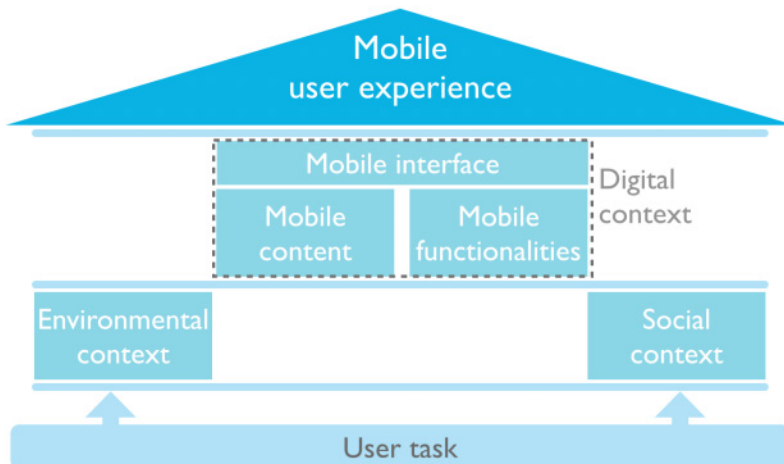 Mobile
user experience
Mobile interface
Digital
context
Mobile
content
Mobile
functionalities
Environmental
context
Social
context
User task